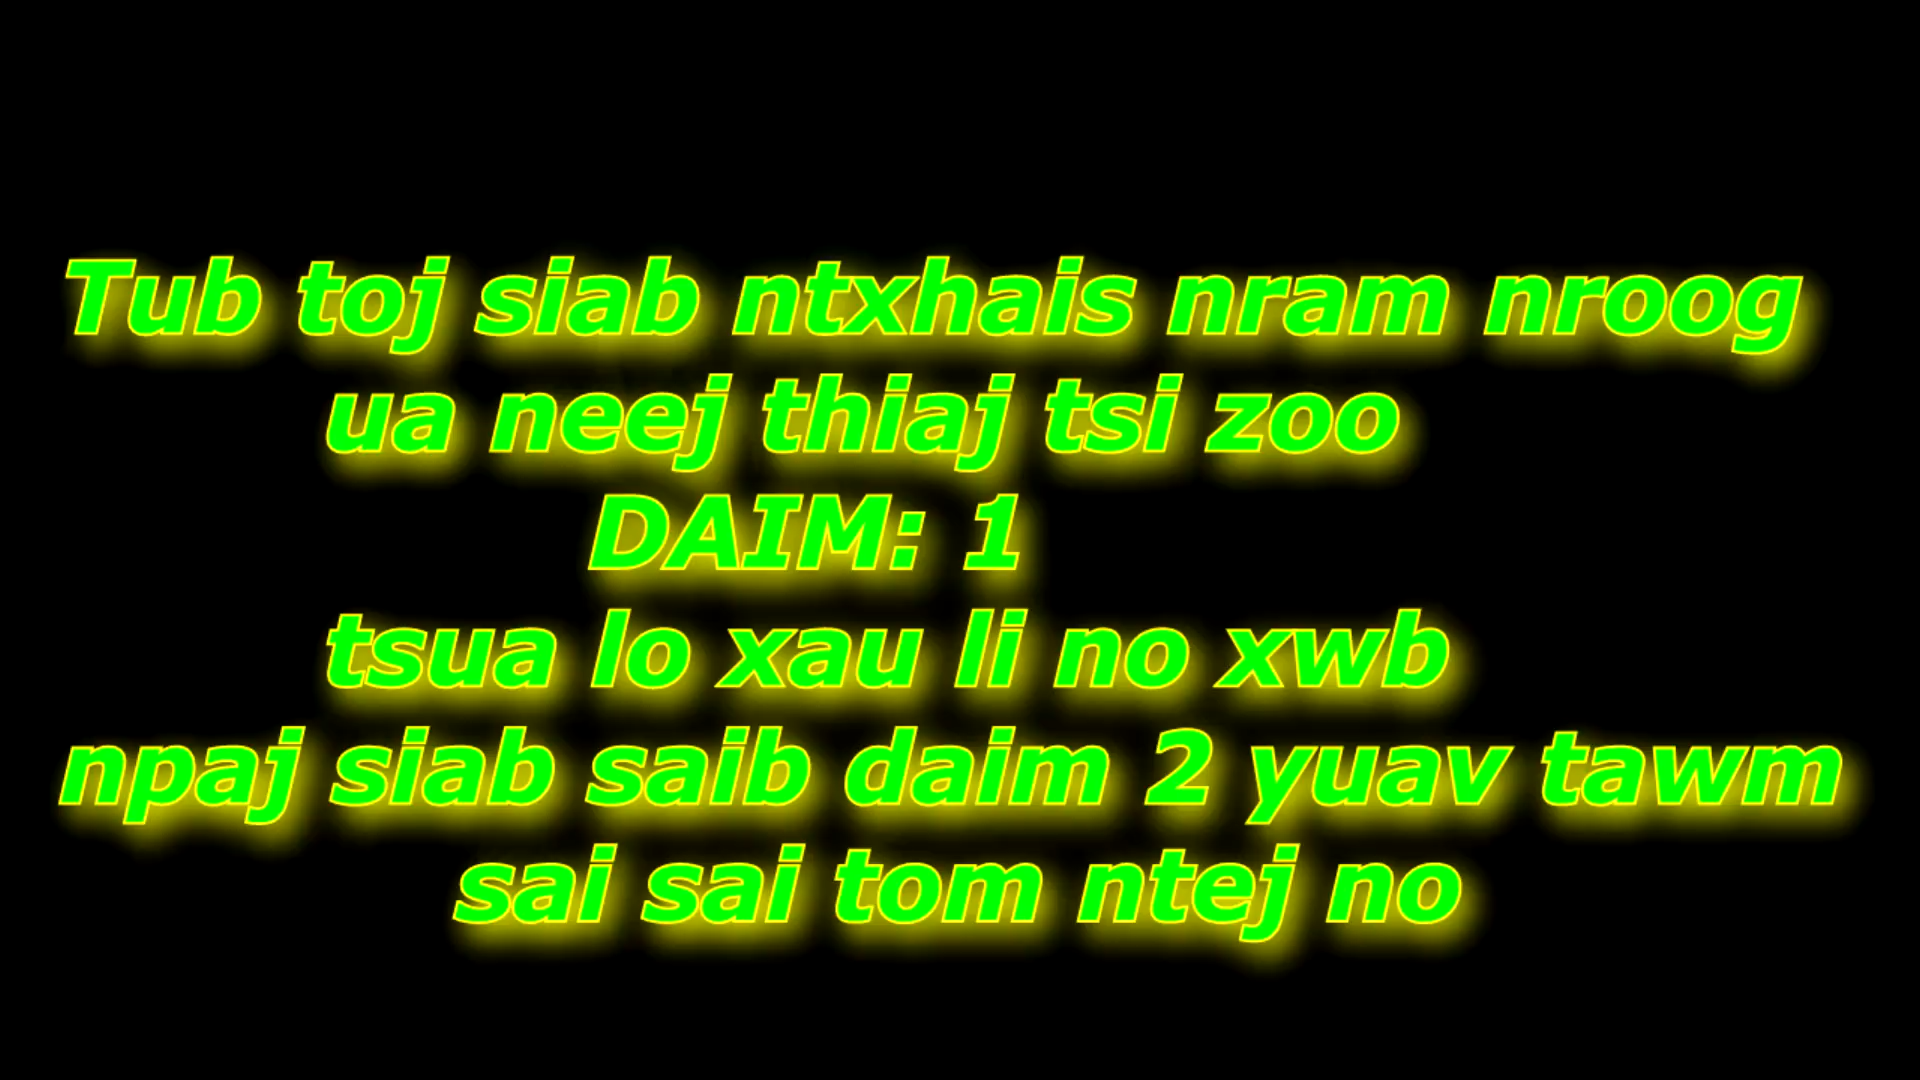 Tub toj siab ntxhais nram nroog
ua neej thiaj tsi zoo
DAIM: 1
tsua lo xau li no xwb
npaj siab saib daim 2 yuav tawm
sai sai tom ntej no